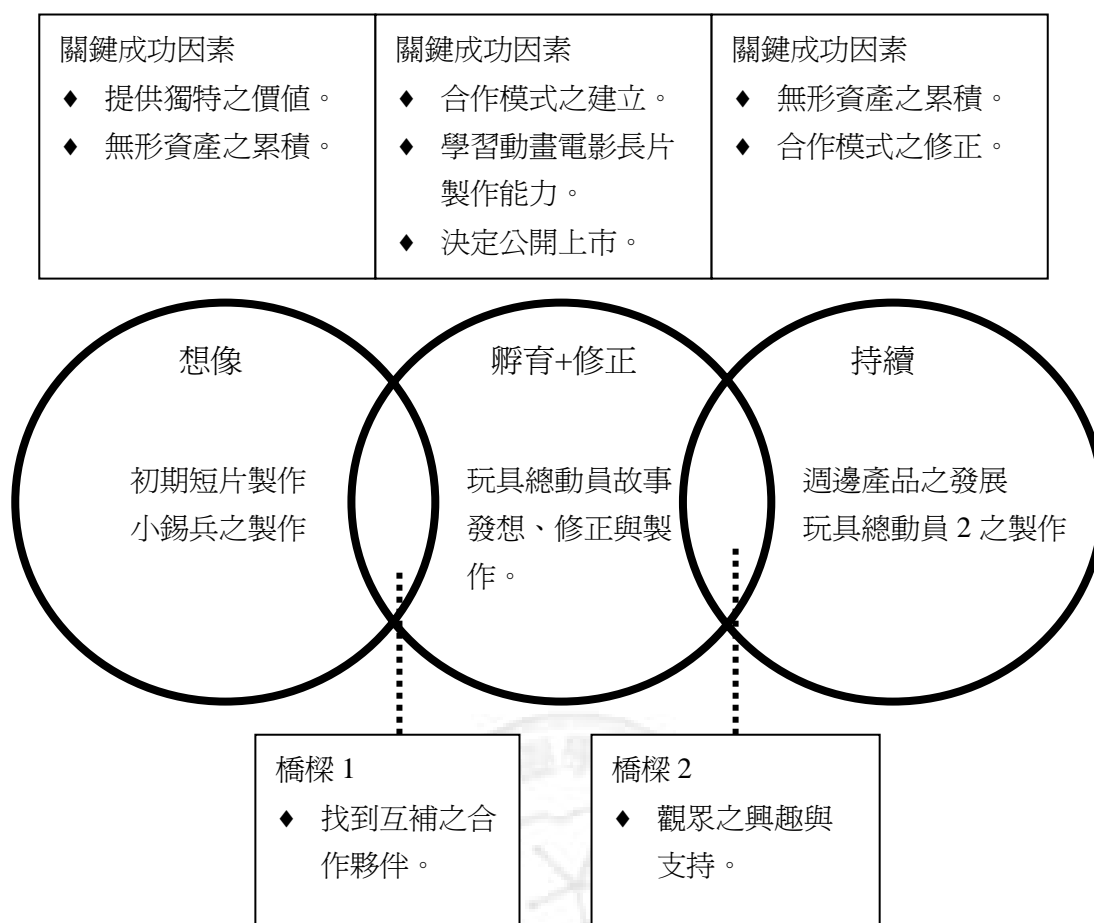 關鍵成功因素
♦ 提供獨特之價值。
♦ 無形資產之累積。
關鍵成功因素
♦ 合作模式之建立。
♦ 學習動畫電影長片
製作能力。
♦ 決定公開上市。
關鍵成功因素
♦ 無形資產之累積。
♦ 合作模式之修正。
想像
初期短片製作
小錫兵之製作
孵育+修正
玩具總動員故事
發想、修正與製
作。
持續
週邊產品之發展
玩具總動員 2 之製作
橋樑 1
♦ 找到互補之合
作夥伴。
橋樑 2
♦ 觀眾之興趣與
支持。